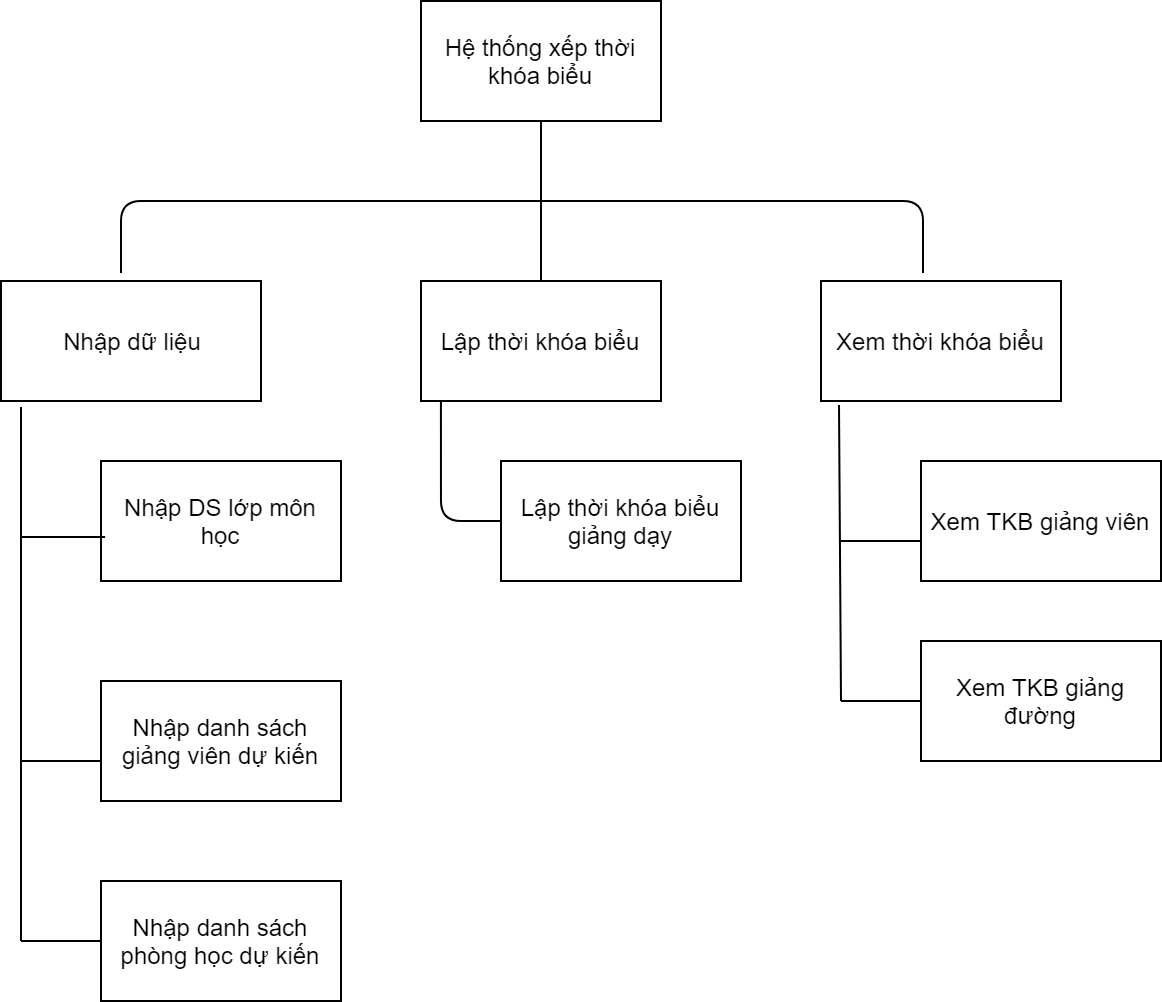 Hệ thống xếp thời
khóa biểu
Nhập dữ liệu
Lập thời khóa biểu
Xem thời khóa biểu
Nhập DS lớp môn
học
Lập thời khóa biểu
giảng dạy
Xem TKB giảng viên
Xem TKB giảng
đường
Nhập danh sách
giảng viên dự kiến
Nhập danh sách
phòng học dự kiến